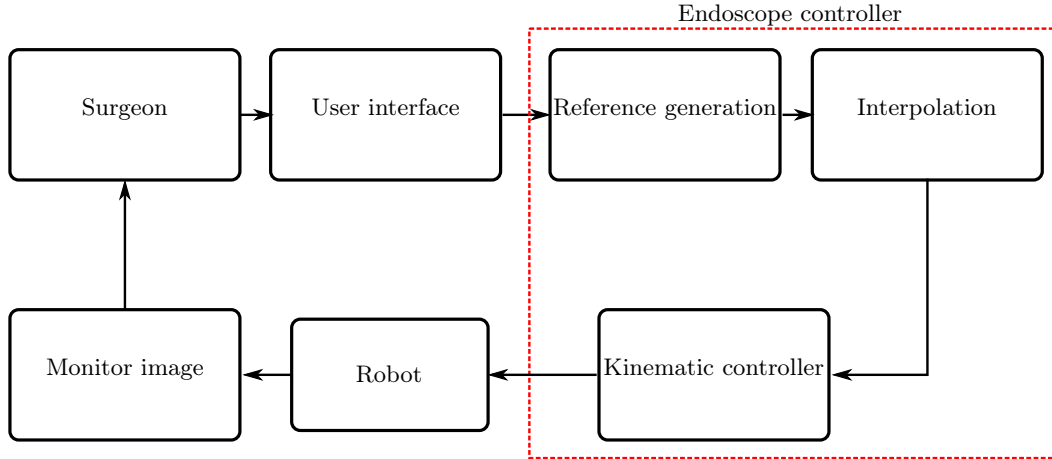 Endoscope controller
Surgeon
User interface
Reference generation
Interpolation
Monitor image
Robot
Kinematic controller